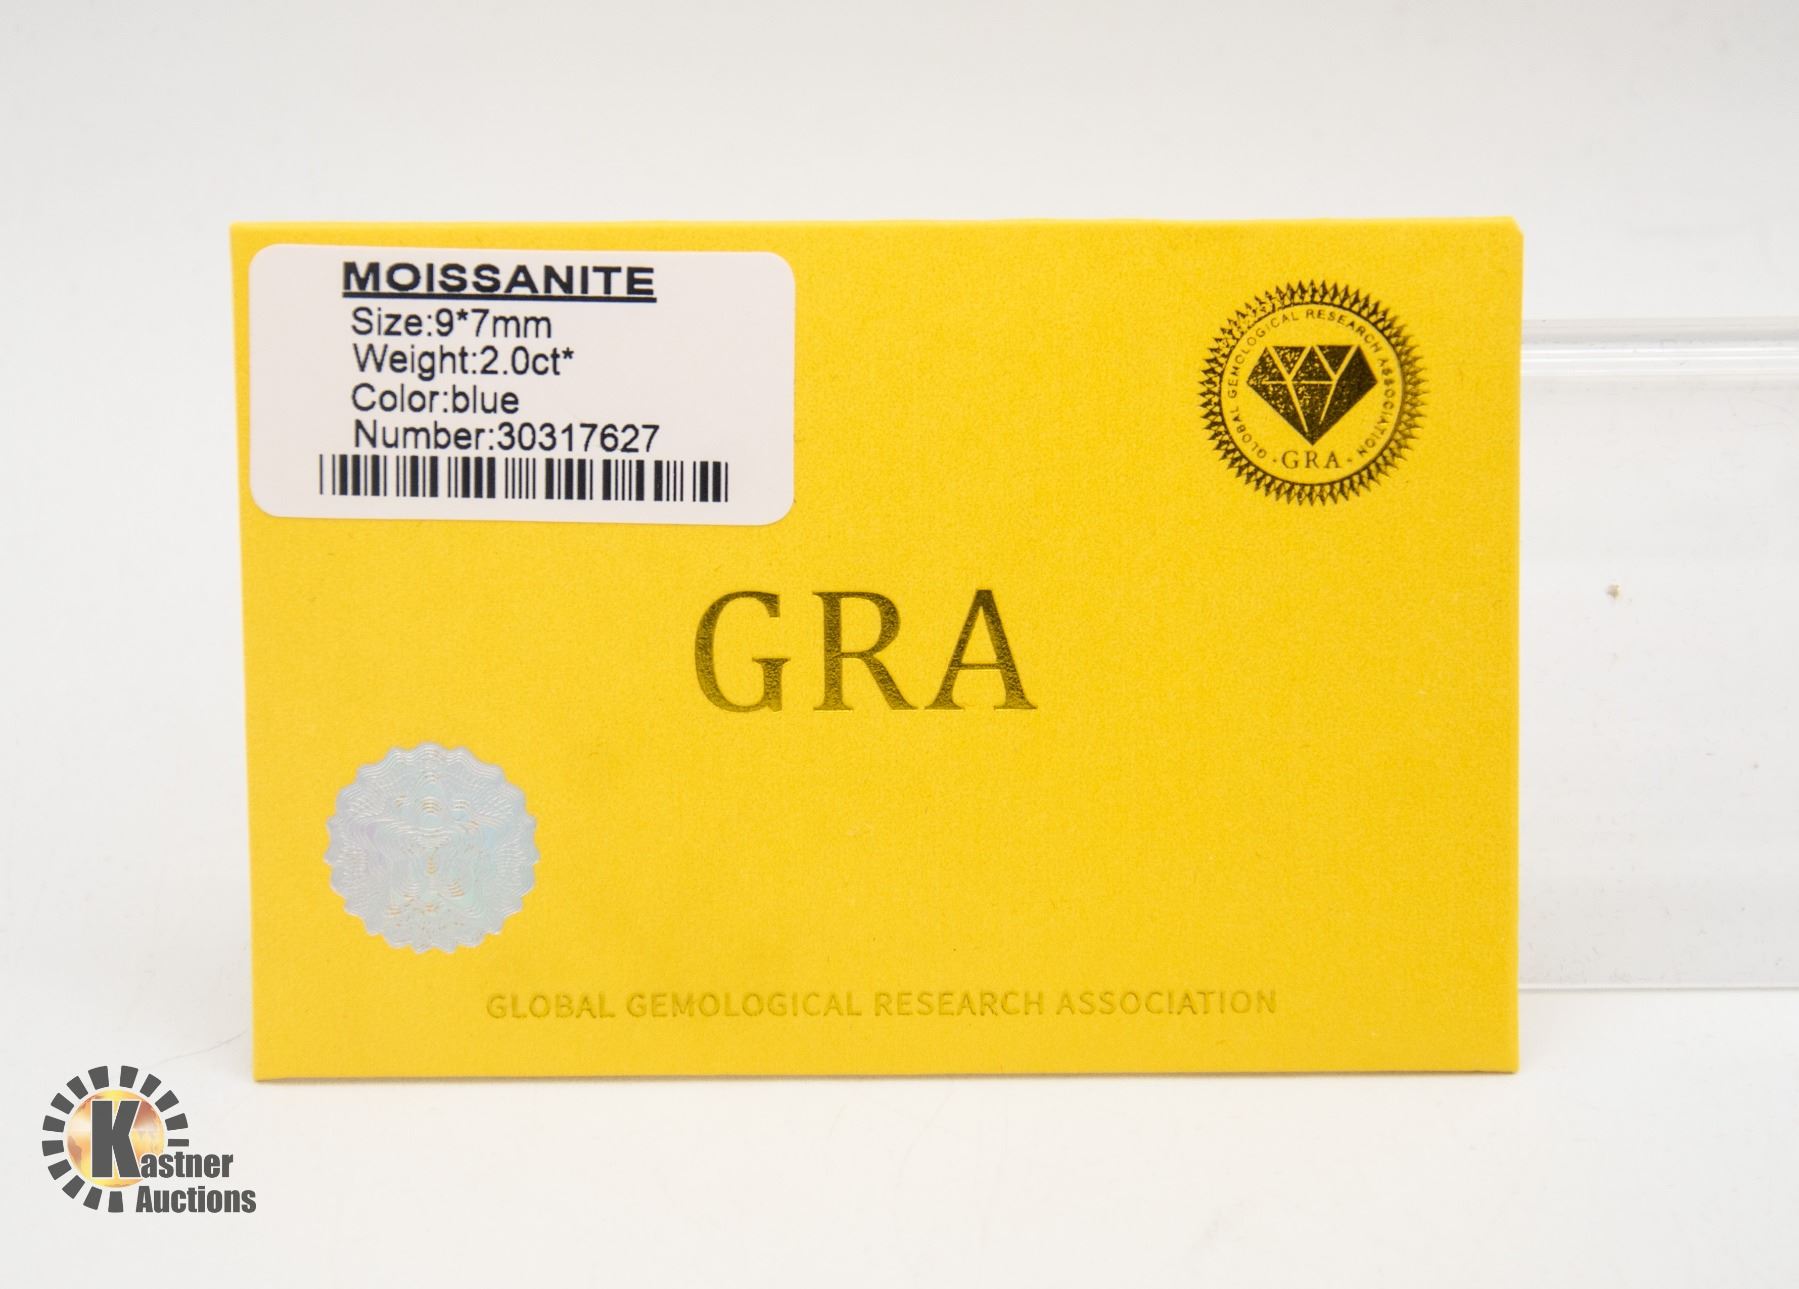 MOISSANITE
Size:9*7mm
Weight:2.0ct*
Color:blue
Number:30317627
GLOBAL GEMOLOGICAL RESEARCH ASSOCIATION
·GRA·
GRA
GLOBAL GEMOLOGICAL RESEARCH ASSOCIATION
Kastner
Auctions